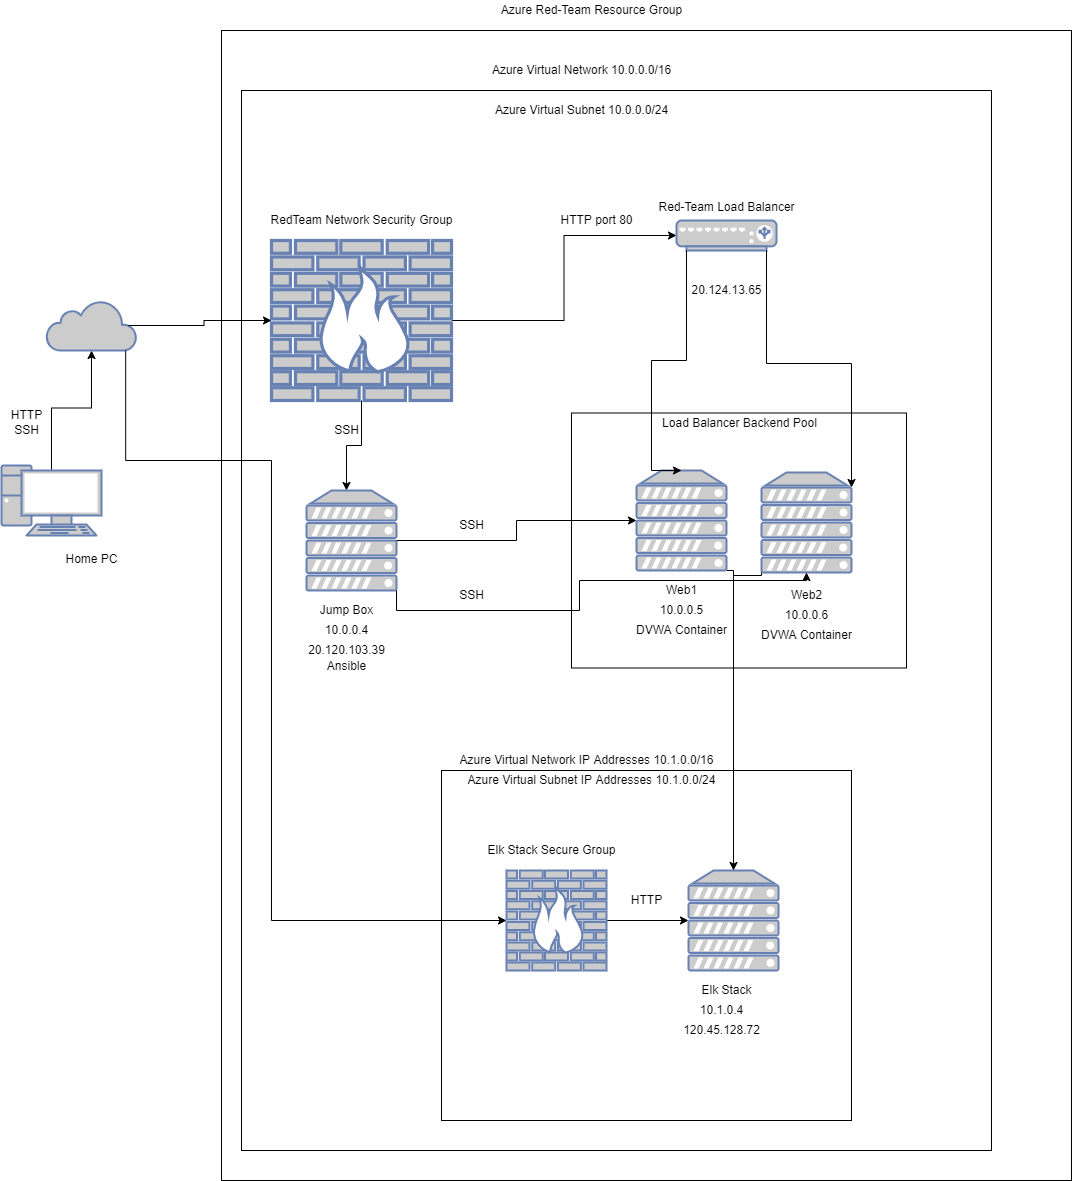 Azure Red-Team Resource Group
Azure Virtual Network 10.0.0.0/16
Azure Virtual Subnet 10.0.0.0/24
RedTeam Network Security Group
HTTP port 80
Red-Team Load Balancer
20.124.13.65
HTTP
SSH
Home PC
SSH
Load Balancer Backend Pool
SSH
SSH
Jump Box
10.0.0.4
20.120.103.39
Ansible
Web1
10.0.0.5
DVWA Container
Web2
10.0.0.6
DVWA Container
Azure Virtual Network IP Addresses 10.1.0.0/16
Azure Virtual Subnet IP Addresses 10.1.0.0/24
Elk Stack Secure Group
HTTP
Elk Stack
10.1.0.4
120.45.128.72